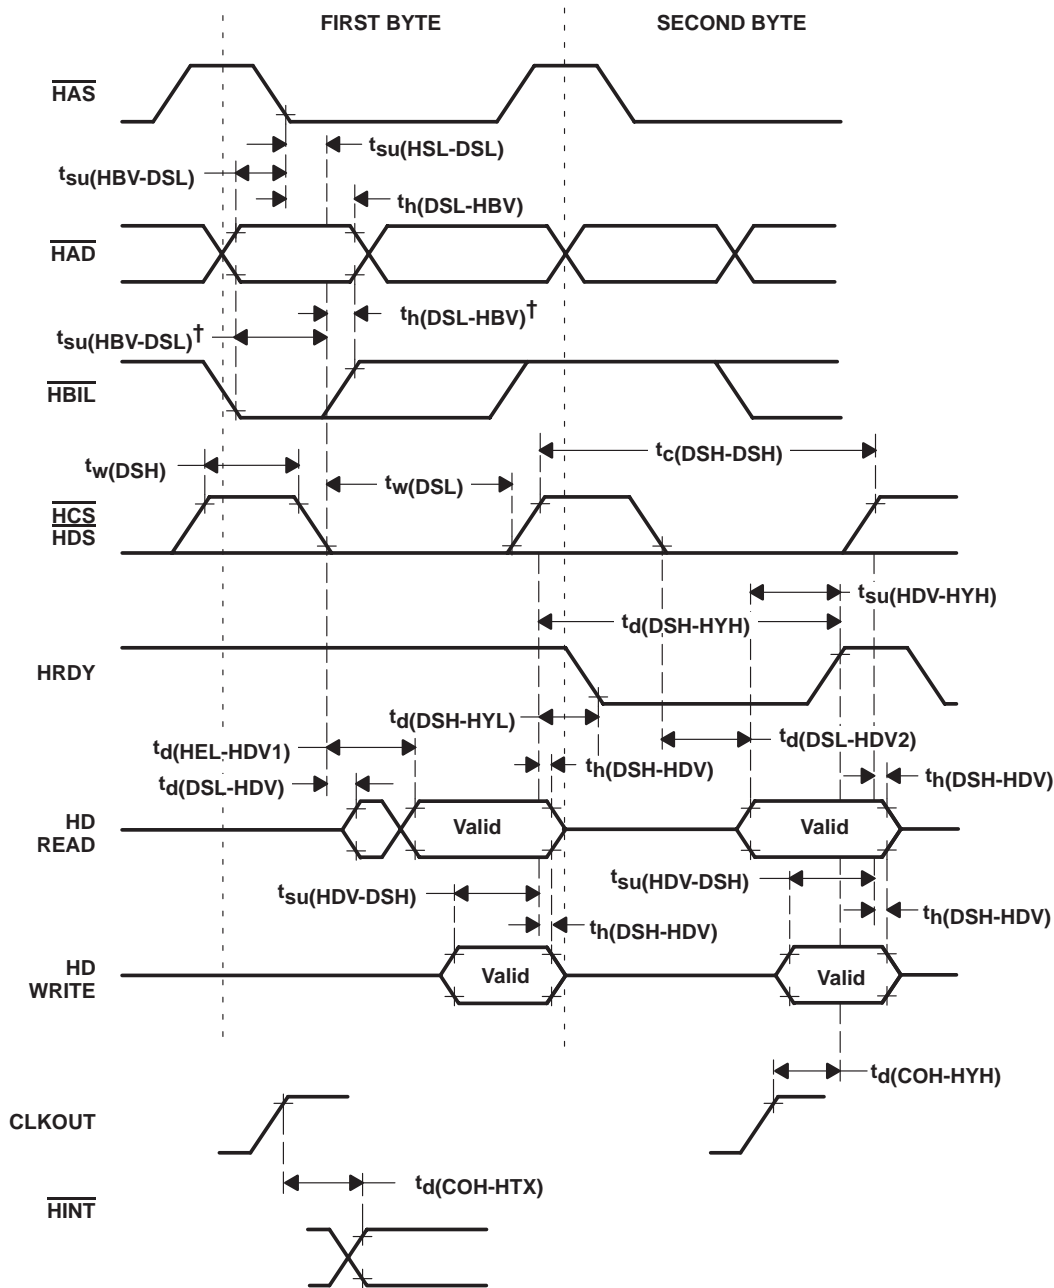 FIRST BYTE
SECOND BYTE
HAS
tsu(HSL-DSL)
tsu(HBV-DSL)
th(DSL-HBV)
HAD
th(DSL-HBV)†
tsu(HBV-DSL)†
HBIL
tc(DSH-DSH)
tw(DSH)
tw(DSL)
HCS
HDS
tsu(HDV-HYH)
td(DSH-HYH)
HRDY
td(DSH-HYL)
td(HEL-HDV1)
td(DSL-HDV2)
th(DSH-HDV)
th(DSH-HDV)
td(DSL-HDV)
HD
READ
Valid
Valid
tsu(HDV-DSH)
tsu(HDV-DSH)
th(DSH-HDV)
th(DSH-HDV)
HD
WRITE
Valid
Valid
td(COH-HYH)
CLKOUT
td(COH-HTX)
HINT